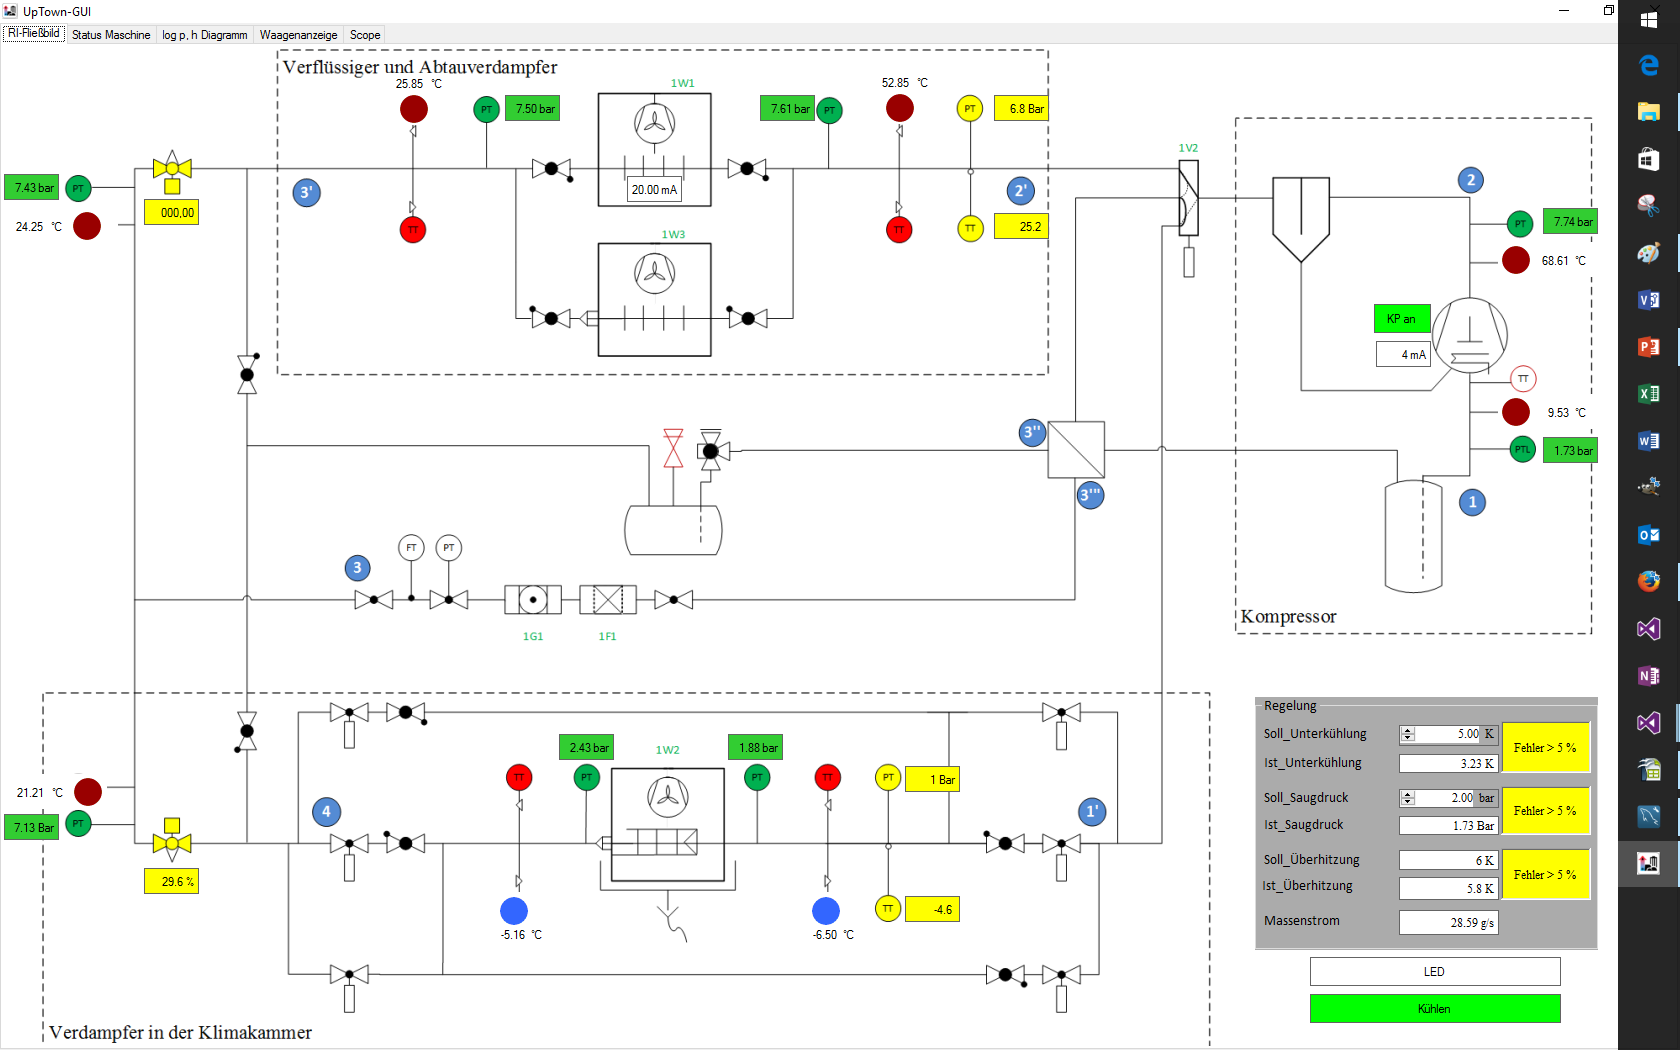 UpTown-GUI
RI-Fließbild
Status Maschine
log p, h Diagramm
Waagenanzeige
Scope
Verflüssiger und Abtauverdampfer
25.85 °C
1W1
52.85 °C
PT
7.50 bar
7.61 bar
PT
PT
6.8 Bar
1V2
7.43 bar
PT
3'
20.00 mA
2'
2
000,00
24.25 °C
TT
TT
TT
25.2
PT
7.74 bar
1W3
68.61 °C
KP an
4 mA
TT
9.53 °C
3''
PTL
1.73 bar
3'''
1
FT
PT
3
1G1
1F1
Kompressor
Regelung
Soll_Unterkühlung
5.00 K
Fehler > 5 %
Ist_Unterkühlung
3.23 K
Soll_Saugdruck
2.00 bar
Fehler > 5 %
Ist_Saugdruck
1.73 Bar
Soll_Überhitzung
6 K
Fehler > 5 %
Ist_Überhitzung
5.8 K
Massenstrom
28.59 g/s
LED
Kühlen
2.43 bar
1W2
1.88 bar
TT
PT
PT
TT
PT
1 Bar
21.21 °C
4
1'
7.13 Bar
PT
29.6 %
TT
-4.6
-5.16 °C
-6.50 °C
Verdampfer in der Klimakammer